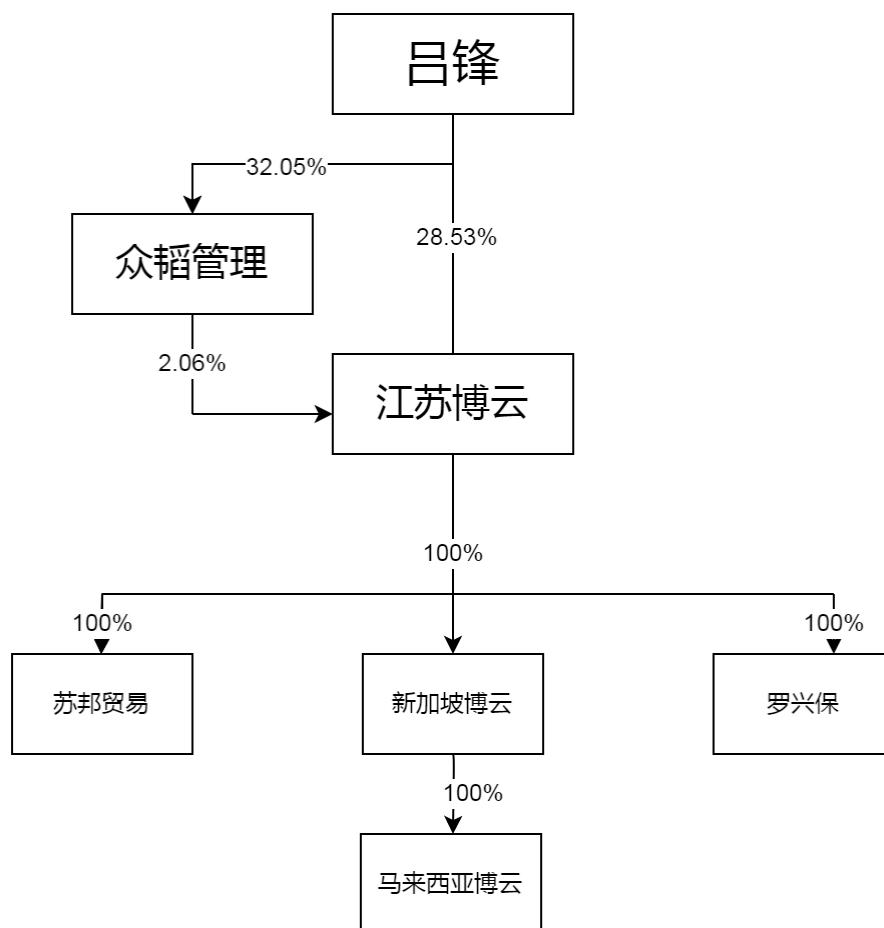 吕锋
32.05%
众韬管理
28.53%
2.06%
江苏博云
100%
100%
100%
苏邦贸易
新加坡博云
罗兴保
100%
马来西亚博云